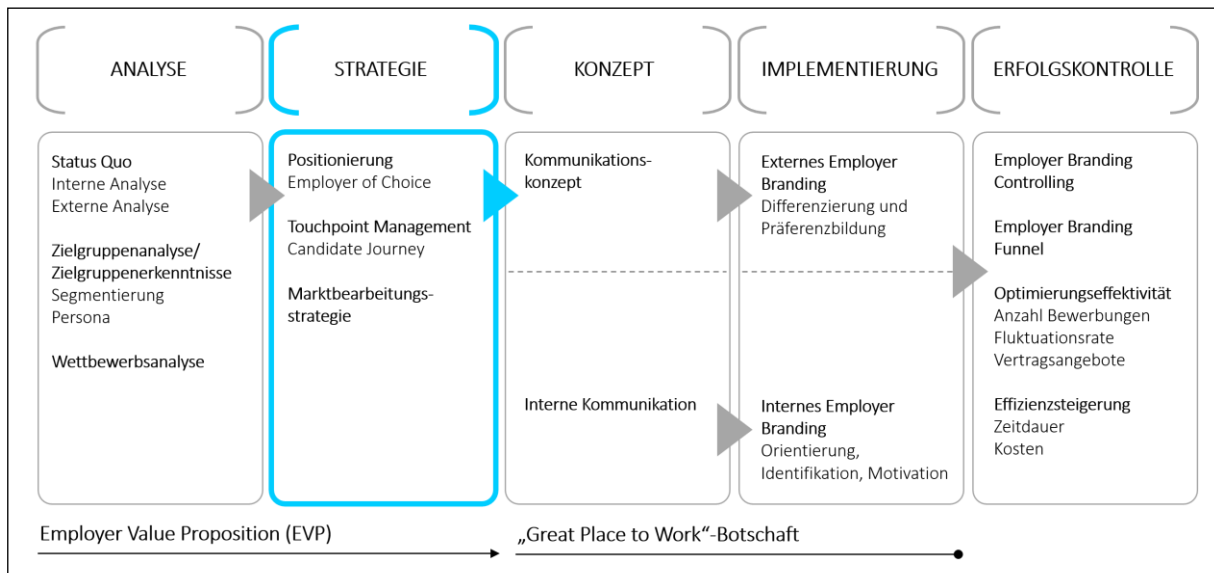 ANALYSE
STRATEGIE
KONZEPT
IMPLEMENTIERUNG
ERFOLGSKONTROLLE
Status Quo
Interne Analyse
Externe Analyse
Zielgruppenanalyse/
Zielgruppenerkenntnisse
Segmentierung
Persona
Wettbewerbsanalyse
Positionierung
Employer of Choice
Touchpoint Management
Candidate Journey
Marktbearbeitungs-
strategie
Kommunikations-
konzept
Interne Kommunikation
Externes Employer
Branding
Differenzierung und
Präferenzbildung
Internes Employer
Branding
Orientierung,
Identifikation, Motivation
Employer Branding
Controlling
Employer Branding
Funnel
Optimierungseffektivität
Anzahl Bewerbungen
Fluktuationsrate
Vertragsangebote
Effizienzsteigerung
Zeitdauer
Kosten
Employer Value Proposition (EVP)
„Great Place to Work“-Botschaft